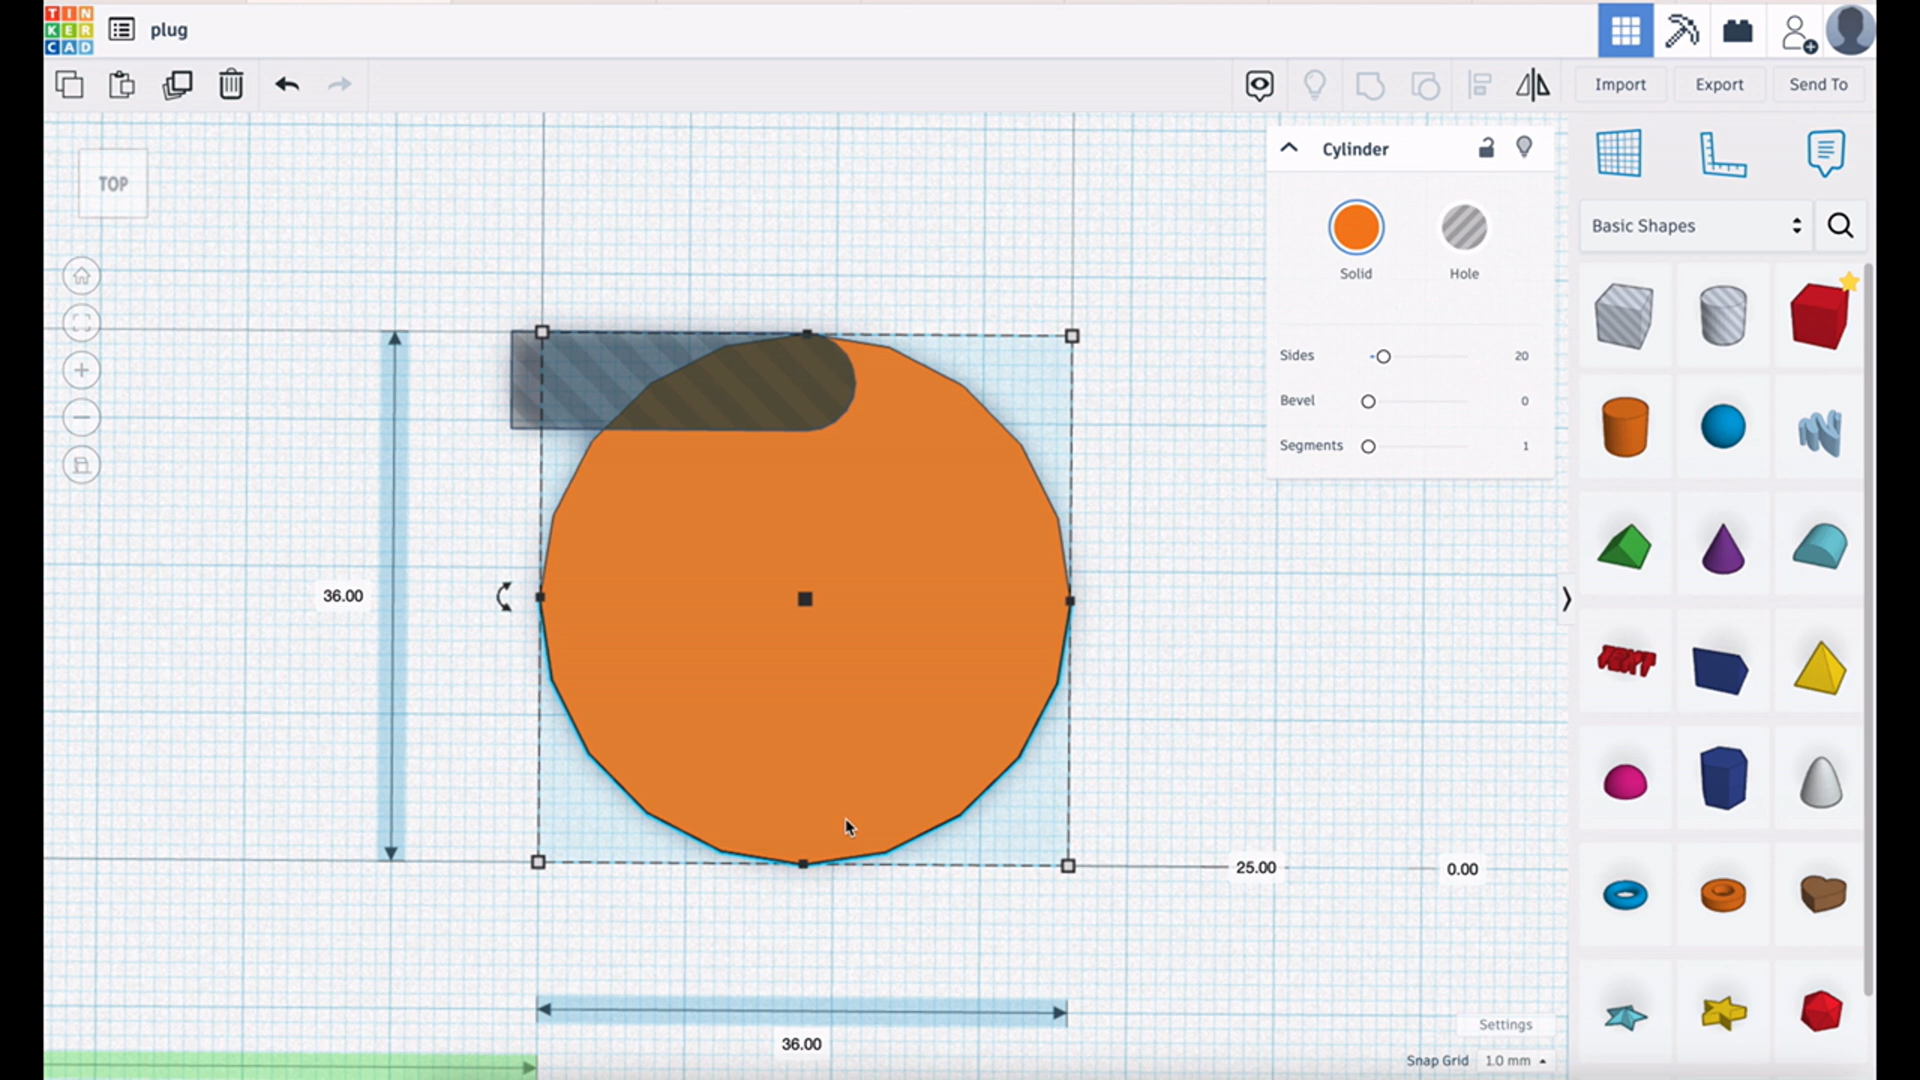 TIN
KER
CAD
plug
Import
Export
Send To
TOP
Cylinder
Solid
Hole
Sides
20
Bevel
0
Segments
1
Basic Shapes
TEXT
36.00
25.00
0.00
36.00
Settings
Snap Grid
1.0 mm